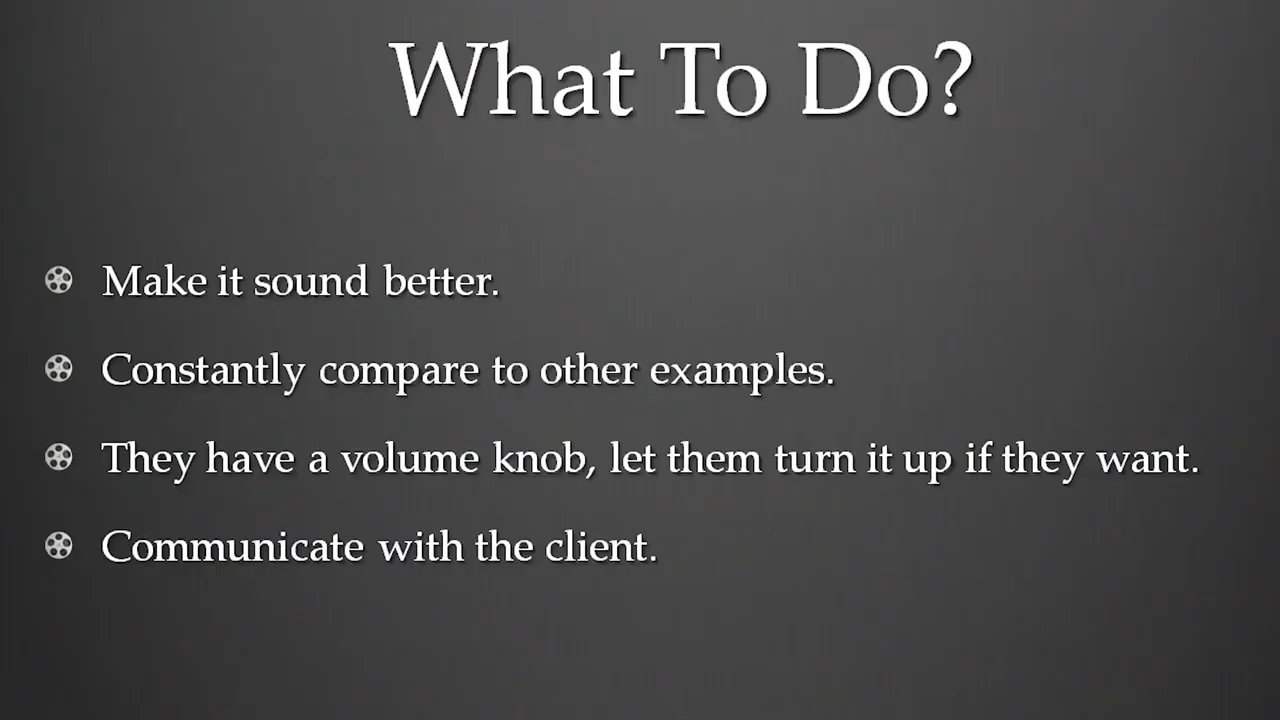 What To Do?
Make it sound better.
Constantly compare to other examples.
They have a volume knob, let them turn it up if they want.
Communicate with the client.